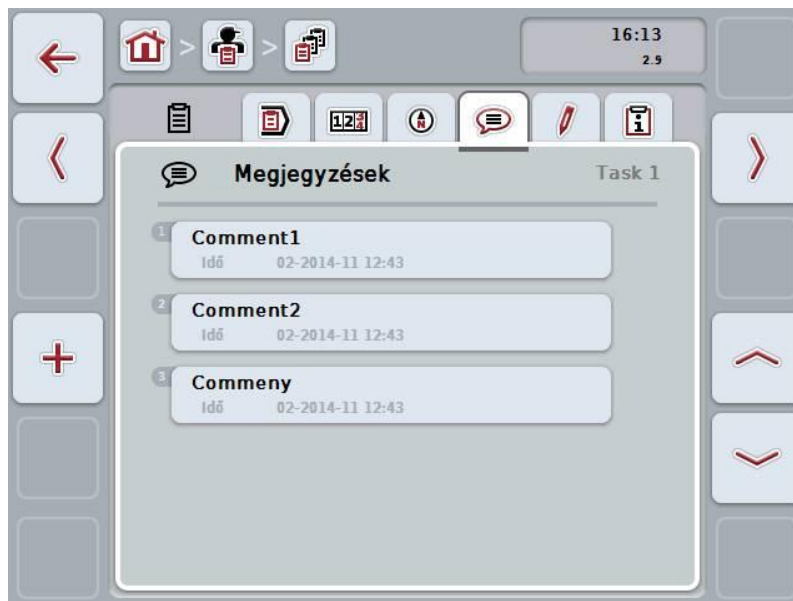 16:13
2.9
Megjegyzések Task 1
1 Comment1
Idő 02-2014-11 12:43
2 Comment2
Idő 02-2014-11 12:43
3 Commeny
Idő 02-2014-11 12:43